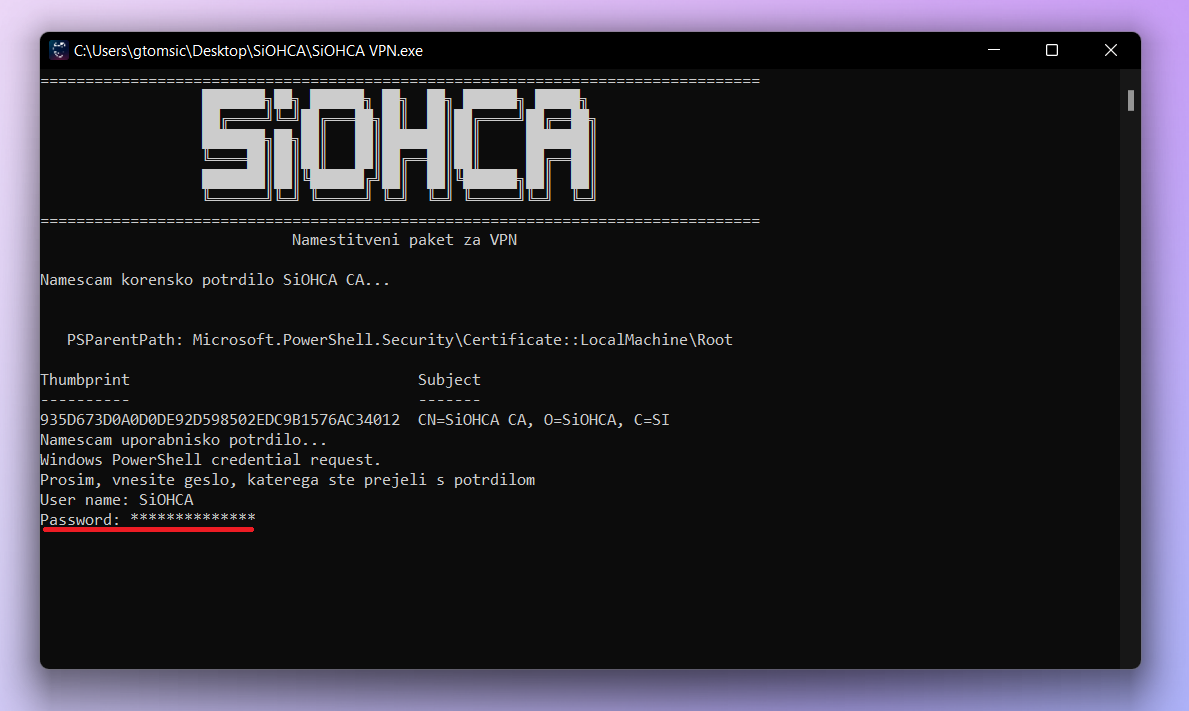 C:\Users\gtomsic\Desktop\SiOHCA\SiOHCA VPN.exe
================================================================================
SiOHCA
================================================================================
Namestitveni paket za VPN
Namescam korensko potrdilo SiOHCA CA...
PSParentPath: Microsoft.PowerShell.Security\Certificate::LocalMachine\Root
Thumbprint Subject
---------- -------
935D673D0A0D0DE92D598502EDC9B1576AC34012 CN=SiOHCA CA, O=SiOHCA, C=SI
Namescam uporabnisko potrdilo...
Windows PowerShell credential request.
Prosim, vnesite geslo, katerega ste prejeli s potrdilom
User name: SiOHCA
Password: **************